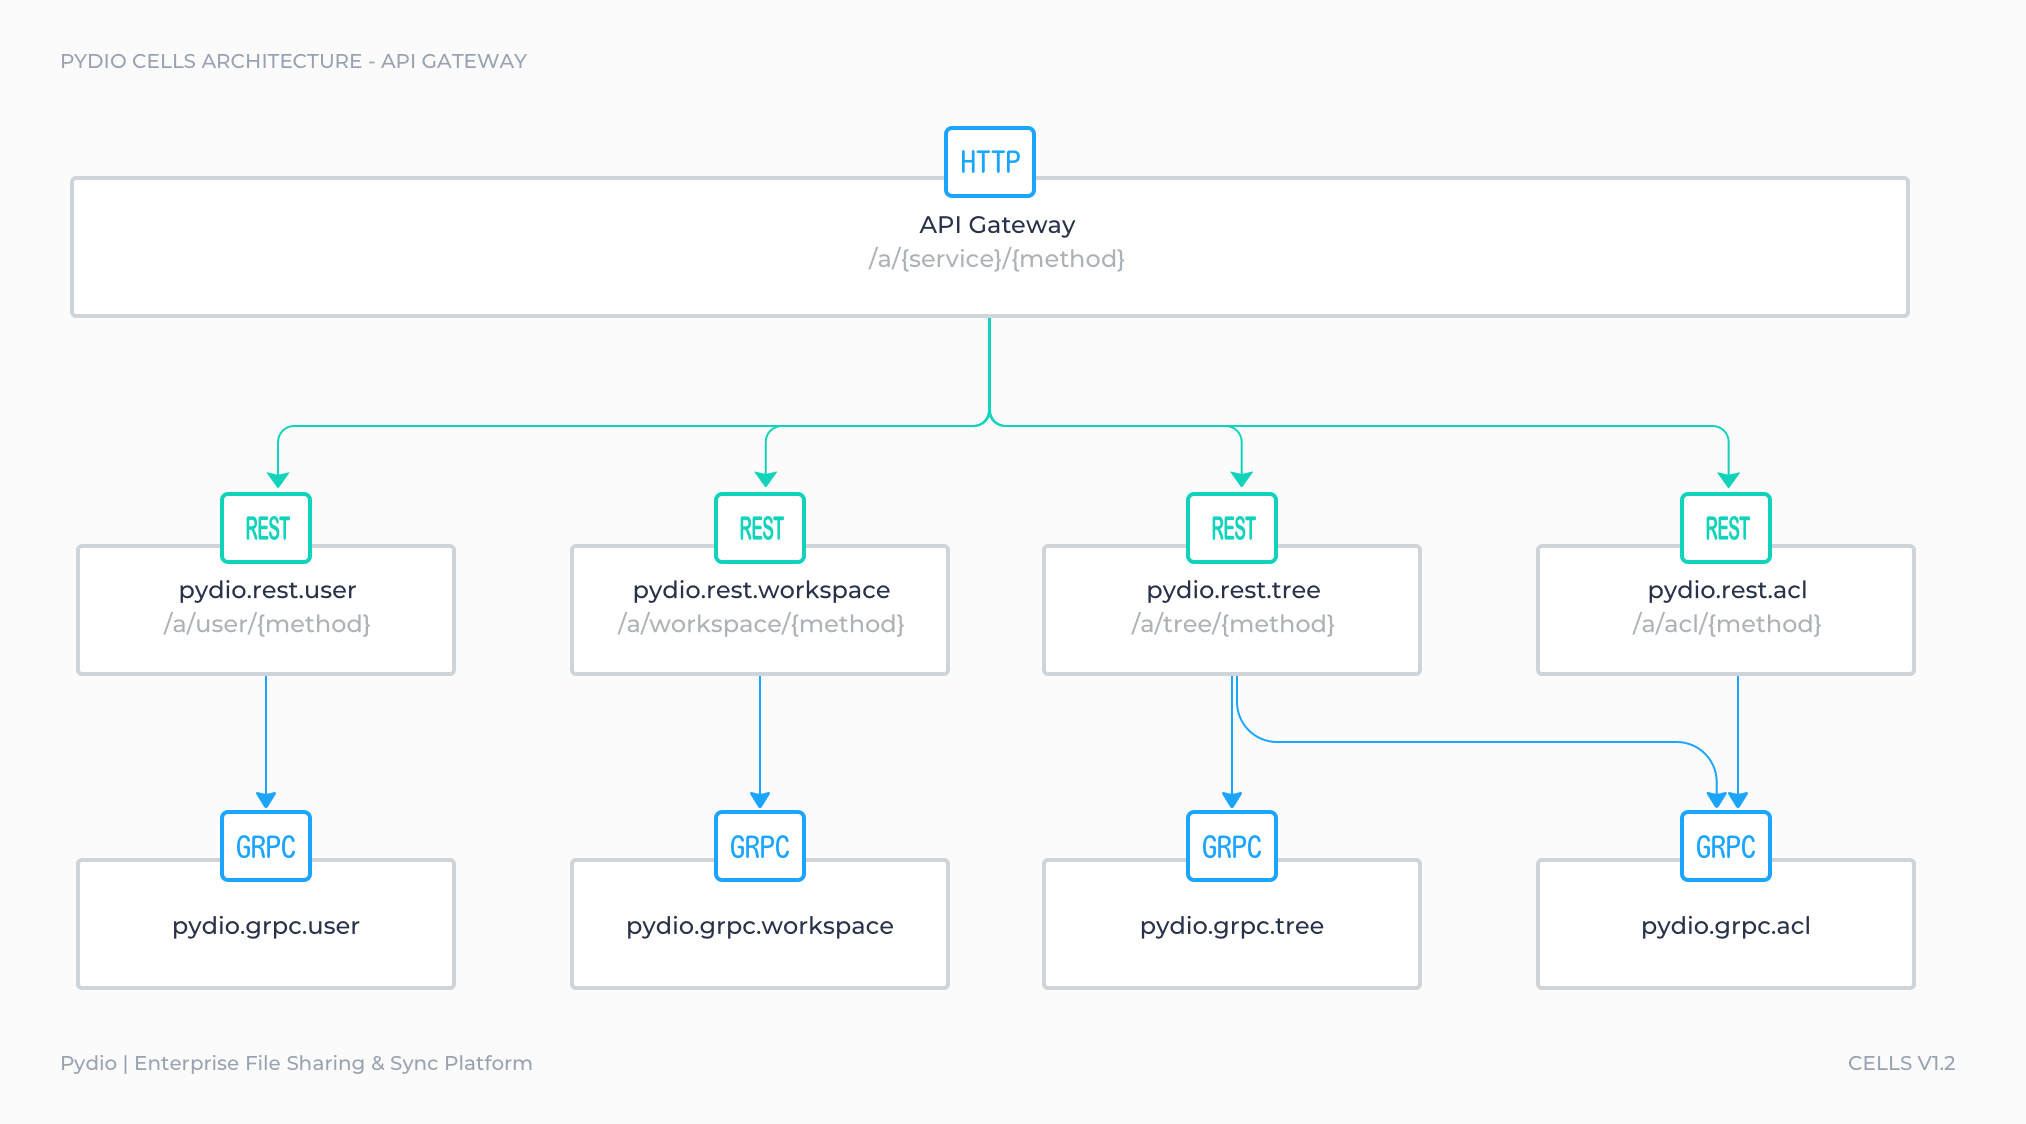 PYDIO CELLS ARCHITECTURE - API GATEWAY
HTTP
API Gateway
/a/{service}/{method}
REST
REST
REST
REST
pydio.rest.user
/a/user/{method}
pydio.rest.workspace
/a/workspace/{method}
pydio.rest.tree
/a/tree/{method}
pydio.rest.acl
/a/acl/{method}
GRPC
GRPC
GRPC
GRPC
pydio.grpc.user
pydio.grpc.workspace
pydio.grpc.tree
pydio.grpc.acl
Pydio | Enterprise File Sharing & Sync Platform
CELLS V1.2